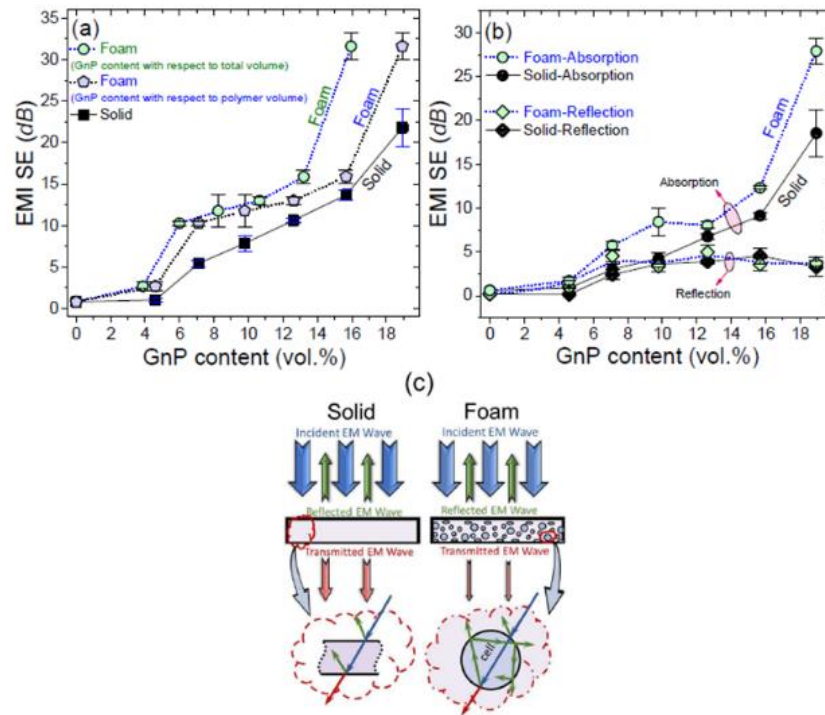 (a)
EMI SE (dB)
35
30
25
20
15
10
5
0
Foam
(GnP content with respect to total volume)
Foam
(GnP content with respect to polymer volume)
Solid
Foam
Foam
Solid
0 2 4 6 8 10 12 14 16 18
GnP content (vol.%)
(b)
EMI SE (dB)
30
25
20
15
10
5
0
Foam-Absorption
Solid-Absorption
Foam-Reflection
Solid-Reflection
Foam
Absorption
Solid
Reflection
0 2 4 6 8 10 12 14 16 18
GnP content (vol.%)
(c)
Solid Foam
Incident EM Wave Incident EM Wave
Reflected EM Wave Reflected EM Wave
Transmitted EM Wave Transmitted EM Wave
cell